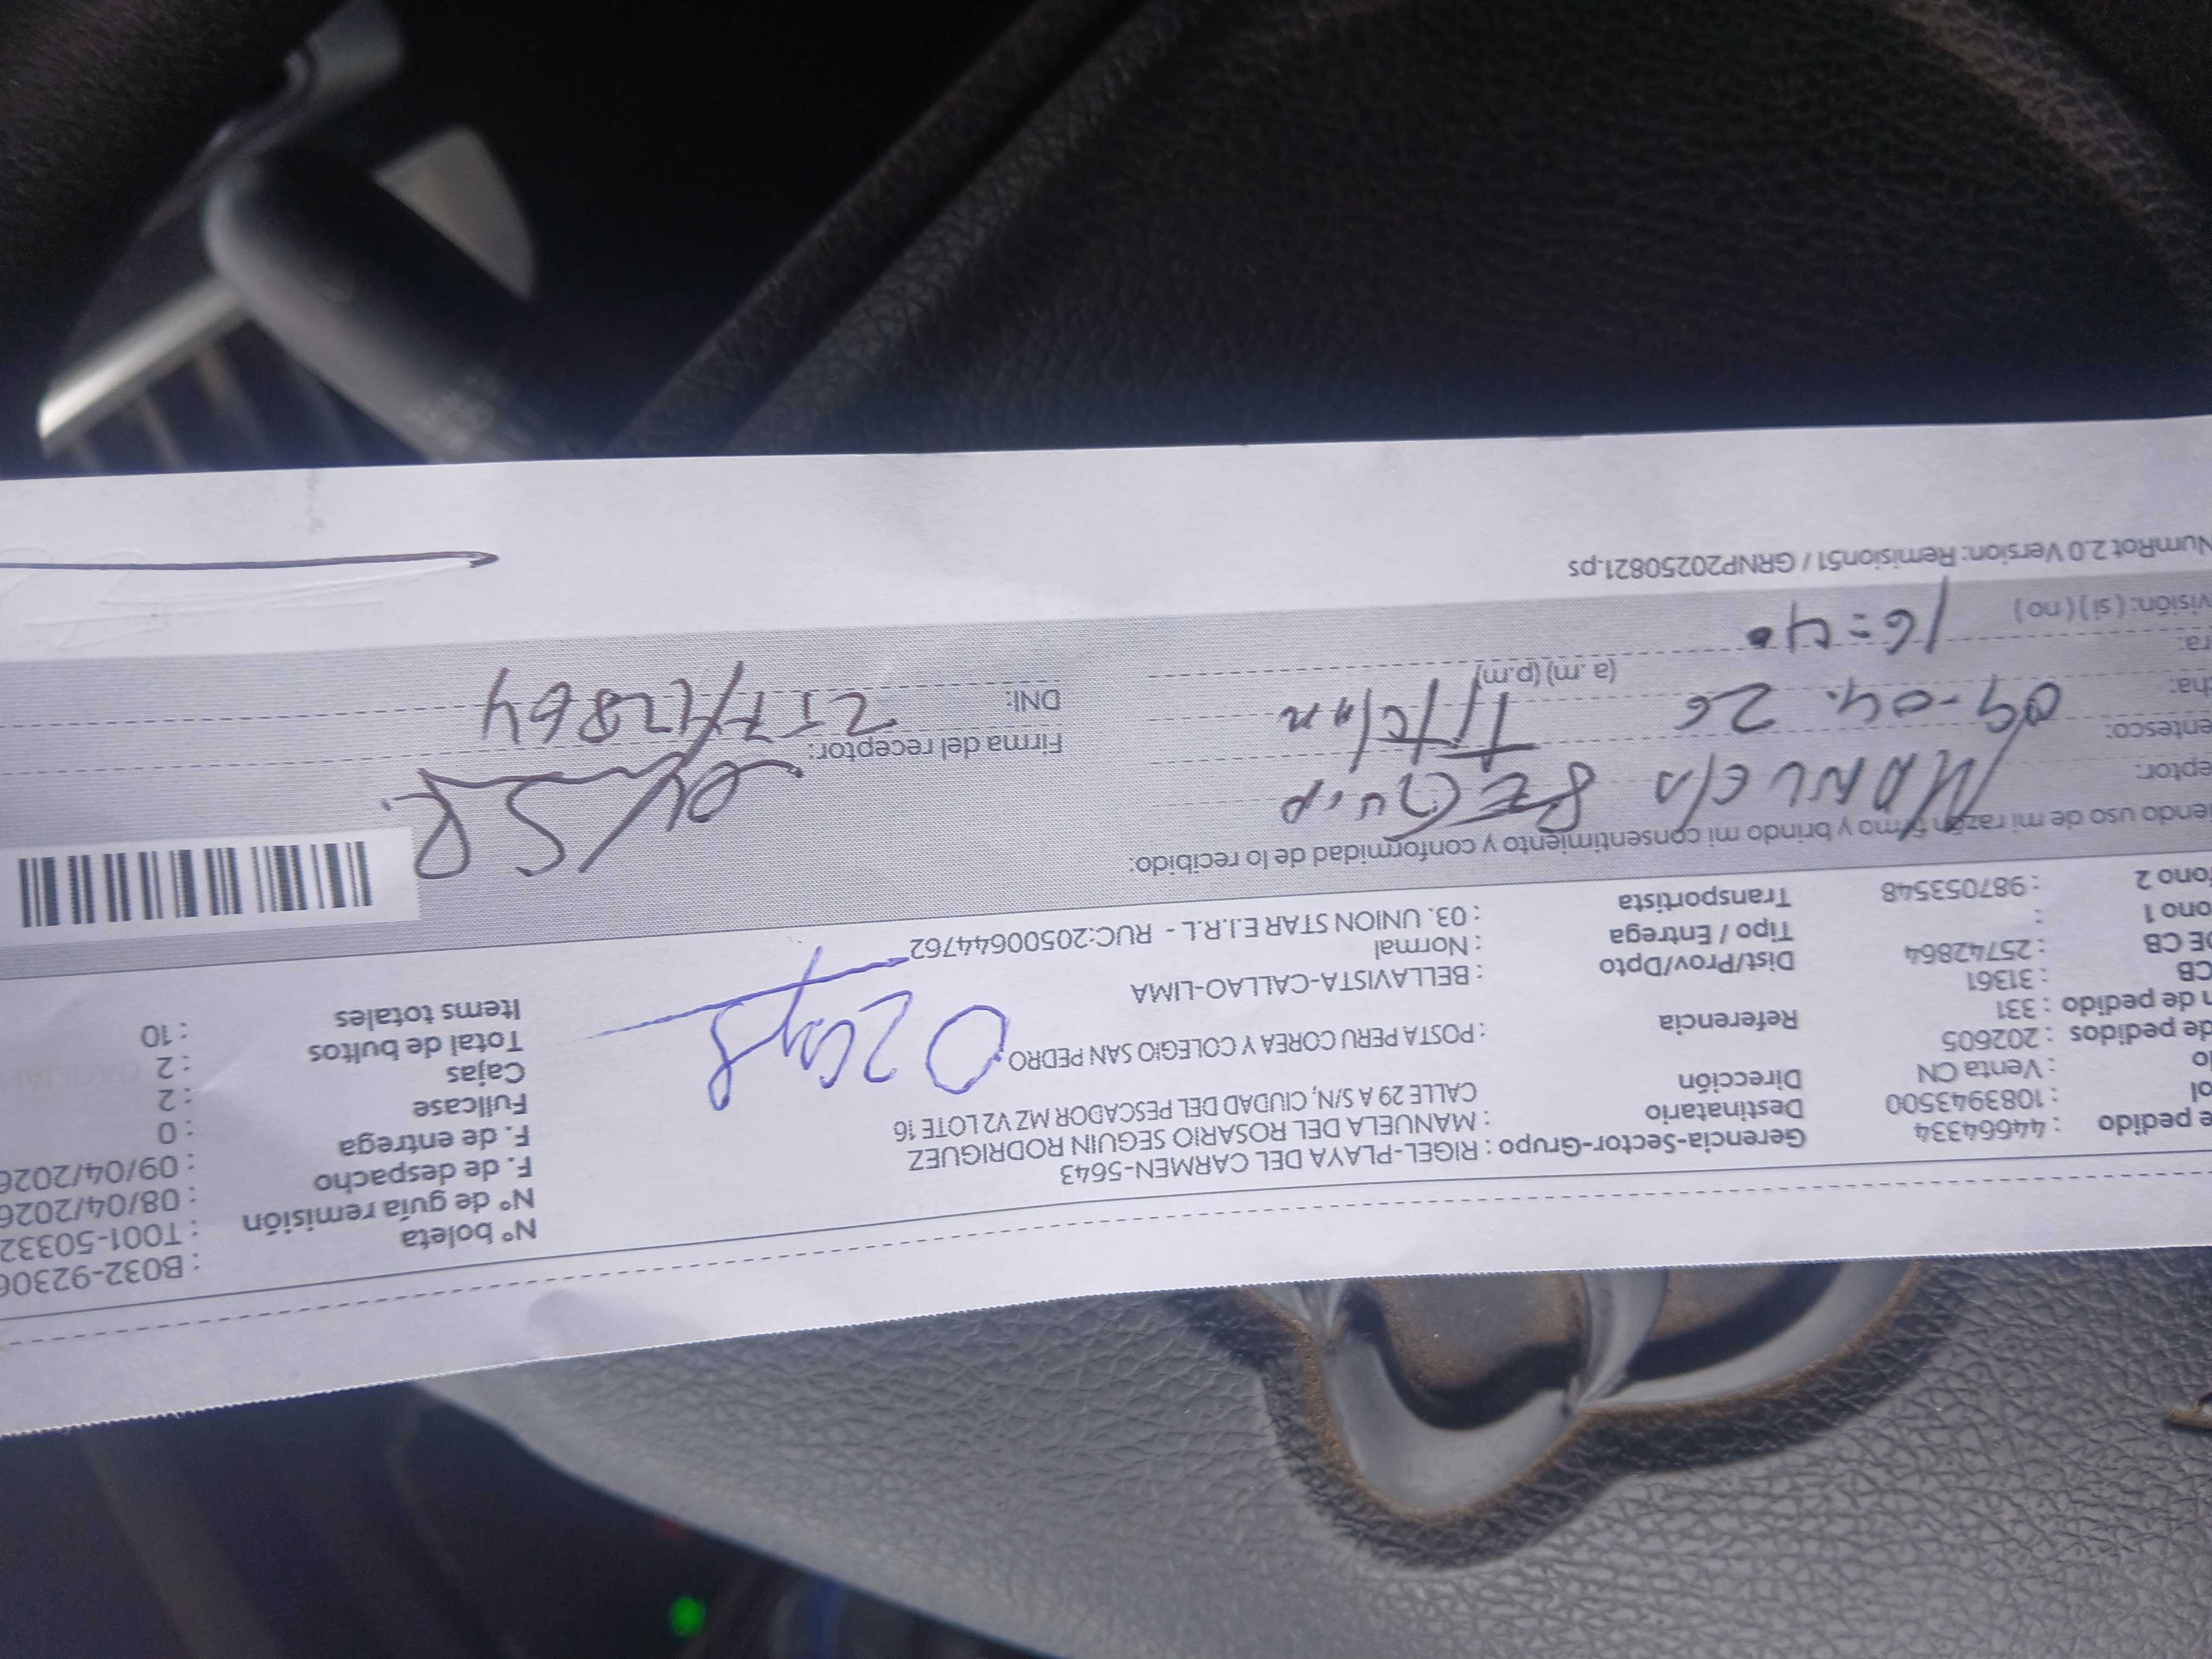 e pedido : 44664334
ol : 1083943500
lo : Venta CN
de pedidos : 202605
n de pedido : 331
CB : 31361
DE CB : 25742864
ono 1 :
fono 2 : 987053548
Gerencia-Sector-Grupo : RIGEL-PLAYA DEL CARMEN-5643
Destinatario : MANUELA DEL ROSARIO SEGUIN RODRIGUEZ
Dirección CALLE 29 A S/N, CIUDAD DEL PESCADOR MZ V2 LOTE 16
Referencia : POSTA PERU COREA Y COLEGIO SAN PEDRO
Dist/Prov/Dpto : BELLAVISTA-CALLAO-LIMA
Tipo / Entrega : Normal
Transportista : 03. UNION STAR E.I.R.L - RUC:20500644762
Nº boleta : B032-92306
Nº de guía remisión : T001-50332
F. de despacho : 08/04/2026
F. de entrega : 09/04/2026
Fullcase : 0
Cajas : 2
Total de bultos : 2
Items totales : 10
iendo uso de mi razón firmo y brindo mi consentimiento y conformidad de lo recibido:
eptor:
entesco: Titular
cha: 09-04.26
ra: 16:40 (a .m) (p.m)
visión: ( si ) ( no )
Firma del receptor:
DNI: 25742864
NumRot 2.0 Version: Remision51 / GRNP20250821.ps